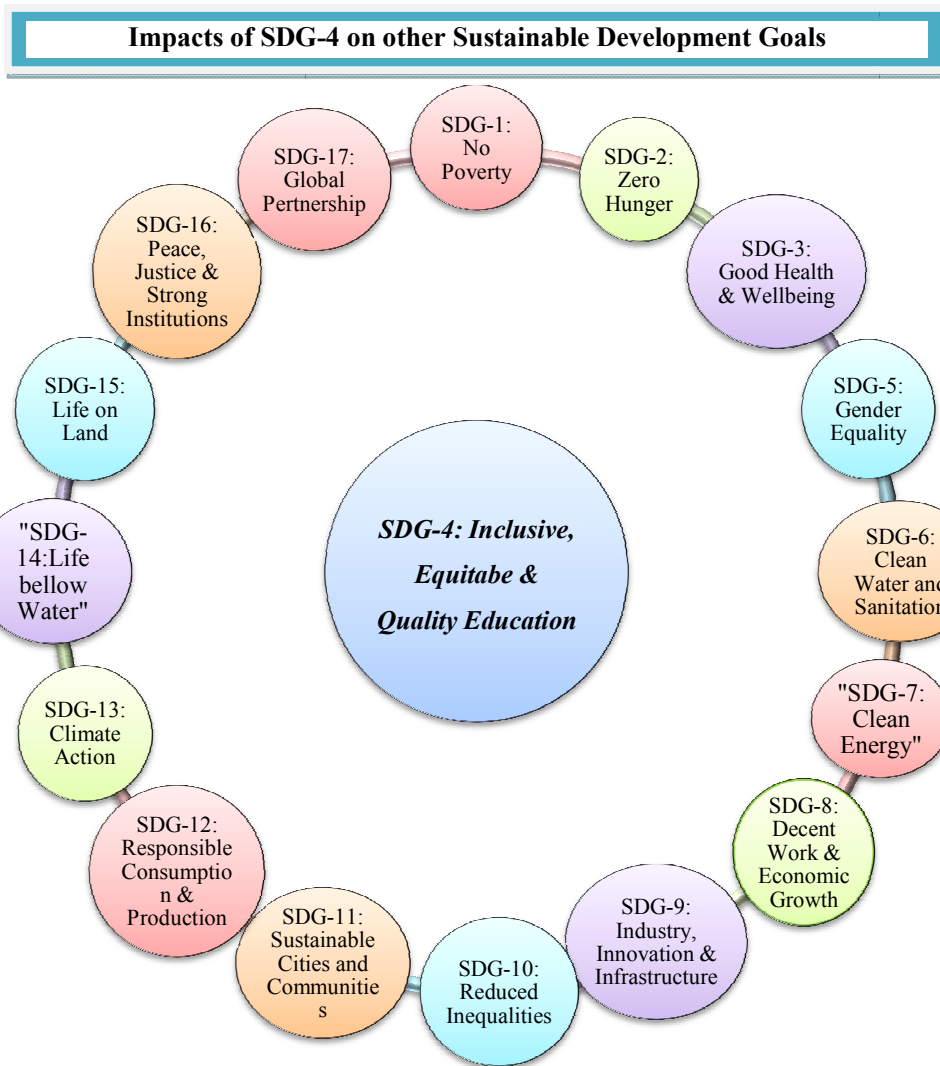 Impacts of SDG-4 on other Sustainable Development Goals
SDG-1:
No
Poverty
SDG-2:
Zero
Hunger
SDG-3:
Good Health
& Wellbeing
SDG-5:
Gender
Equality
SDG-6:
Clean
Water and
Sanitation
"SDG-7:
Clean
Energy"
SDG-8:
Decent
Work &
Economic
Growth
SDG-9:
Industry,
Innovation &
Infrastructure
SDG-10:
Reduced
Inequalities
SDG-11:
Sustainable
Cities and
Communitie
s
SDG-12:
Responsible
Consumptio
n &
Production
SDG-13:
Climate
Action
"SDG-
14:Life
bellow
Water"
SDG-15:
Life on
Land
SDG-16:
Peace,
Justice &
Strong
Institutions
SDG-17:
Global
Pertnership
SDG-4: Inclusive,
Equitabe &
Quality Education